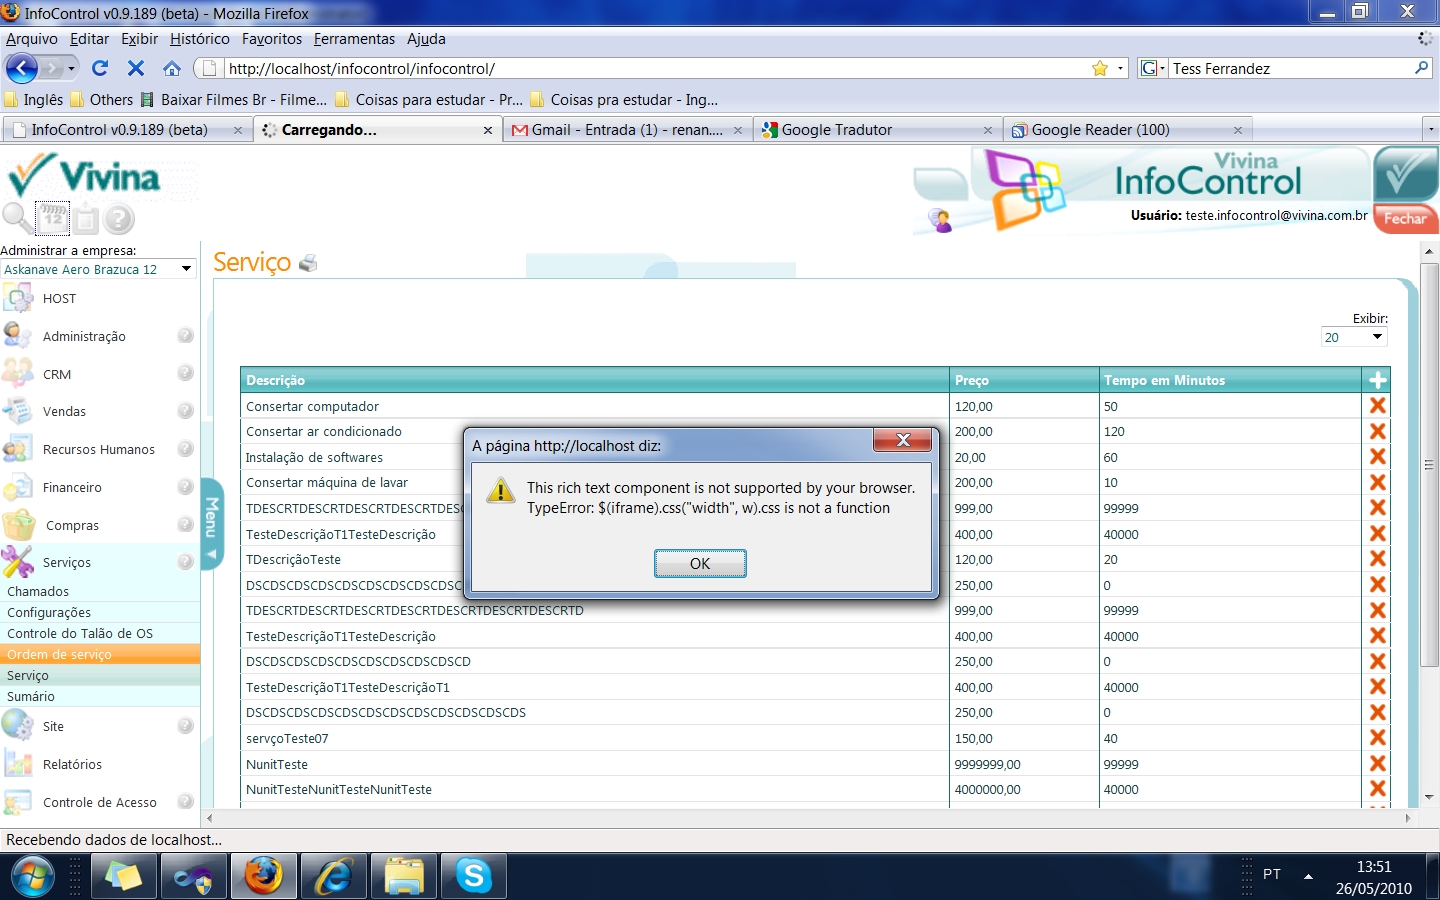 InfoControl v0.9.189 (beta) - Mozilla Firefox
Arquivo Editar Exibir Histórico Favoritos Ferramentas Ajuda
http://localhost/infocontrol/infocontrol/
G Tess Ferrandez
Inglês Others Baixar Filmes Br - Filme... Coisas para estudar - Pr... Coisas pra estudar - Ing...
InfoControl v0.9.189 (beta) Carregando... Gmail - Entrada (1) - renan.... Google Tradutor Google Reader (100)
Vivina
Vivina
InfoControl
12
Usuário: teste.infocontrol@vivina.com.br
Fechar
Administrar a empresa:
Askanave Aero Brazuca 12
HOST
Administração
CRM
Vendas
Recursos Humanos
Financeiro
Compras
Serviços
Chamados
Configurações
Controle do Talão de OS
Ordem de serviço
Serviço
Sumário
Site
Relatórios
Controle de Acesso
Menu
Serviço
Exibir:
20
Descrição Preço Tempo em Minutos
Consertar computador 120,00 50
Consertar ar condicionado 200,00 120
Instalação de softwares 20,00 60
Consertar máquina de lavar 200,00 10
TDESCRTDESCRTDESCRTDESCRTDESC 999,00 99999
TesteDescriçãoT1TesteDescrição 400,00 40000
TDescriçãoTeste 120,00 20
DSCDSCDSCDSCDSCDSCDSCDSCDSC 250,00 0
TDESCRTDESCRTDESCRTDESCRTDESCRTDESCRTDESCRTD 999,00 99999
TesteDescriçãoT1TesteDescrição 400,00 40000
DSCDSCDSCDSCDSCDSCDSCDSCDSCD 250,00 0
TesteDescriçãoT1TesteDescriçãoT1 400,00 40000
DSCDSCDSCDSCDSCDSCDSCDSCDSCDSCDSCDS 250,00 0
servçoTeste07 150,00 40
NunitTeste 9999999,00 99999
NunitTesteNunitTesteNunitTeste 4000000,00 40000
A página http://localhost diz:
This rich text component is not supported by your browser.
TypeError: $(iframe).css("width", w).css is not a function
OK
Recebendo dados de localhost...
PT
13:51
26/05/2010